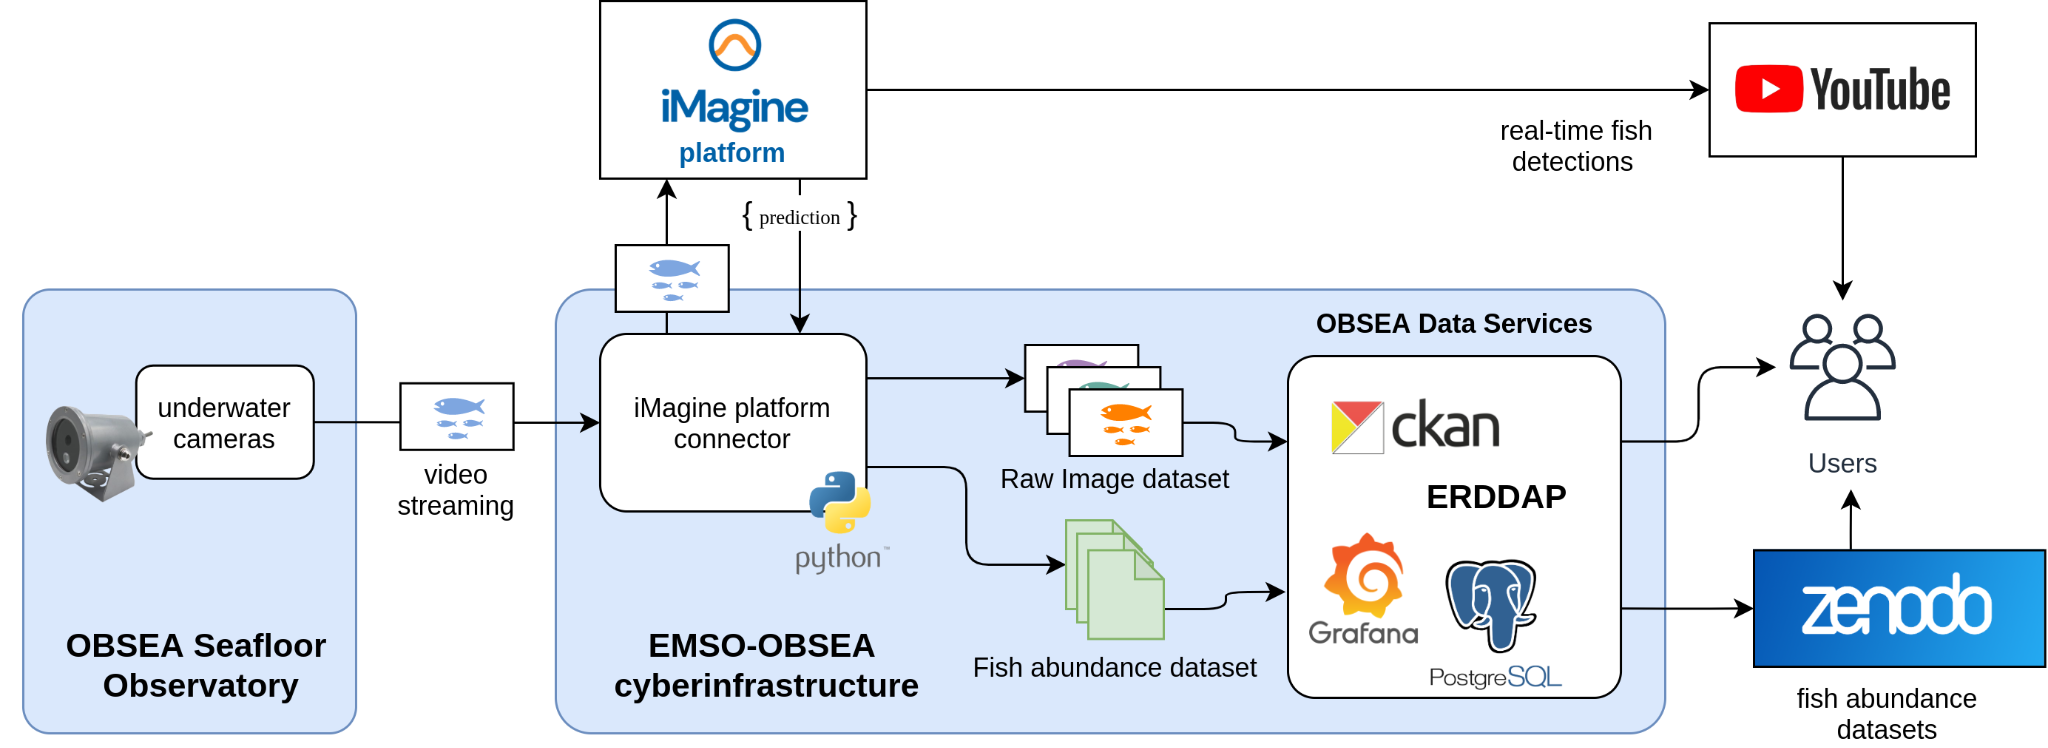 iMagine
platform
YouTube
real-time fish
detections
{ prediction }
OBSEA Data Services
underwater
cameras
video
streaming
iMagine platform
connector
python™
Raw Image dataset
Fish abundance dataset
ckan
ERDDAP
Grafana
PostgreSQL
Users
zenodo
fish abundance
datasets
OBSEA Seafloor
Observatory
EMSO-OBSEA
cyberinfrastructure